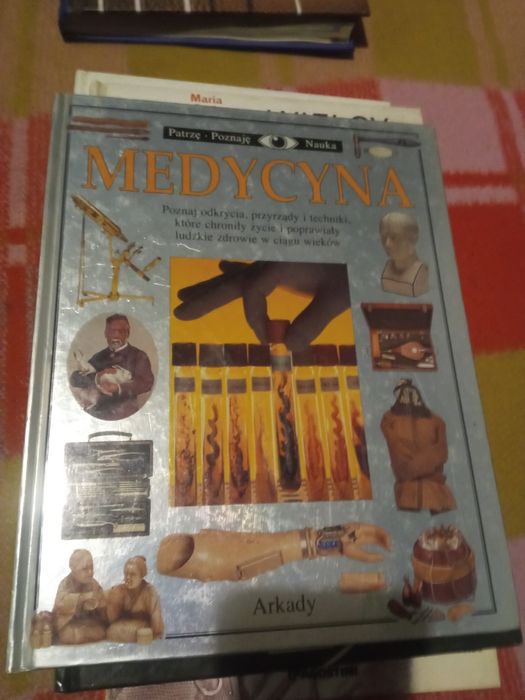 Maria
Patrzę · Poznaję Nauka
MEDYCYNA
Poznaj odkrycia, przyrządy i techniki,
które chroniły życie i poprawiały
ludzkie zdrowie w ciągu wieków
Arkady